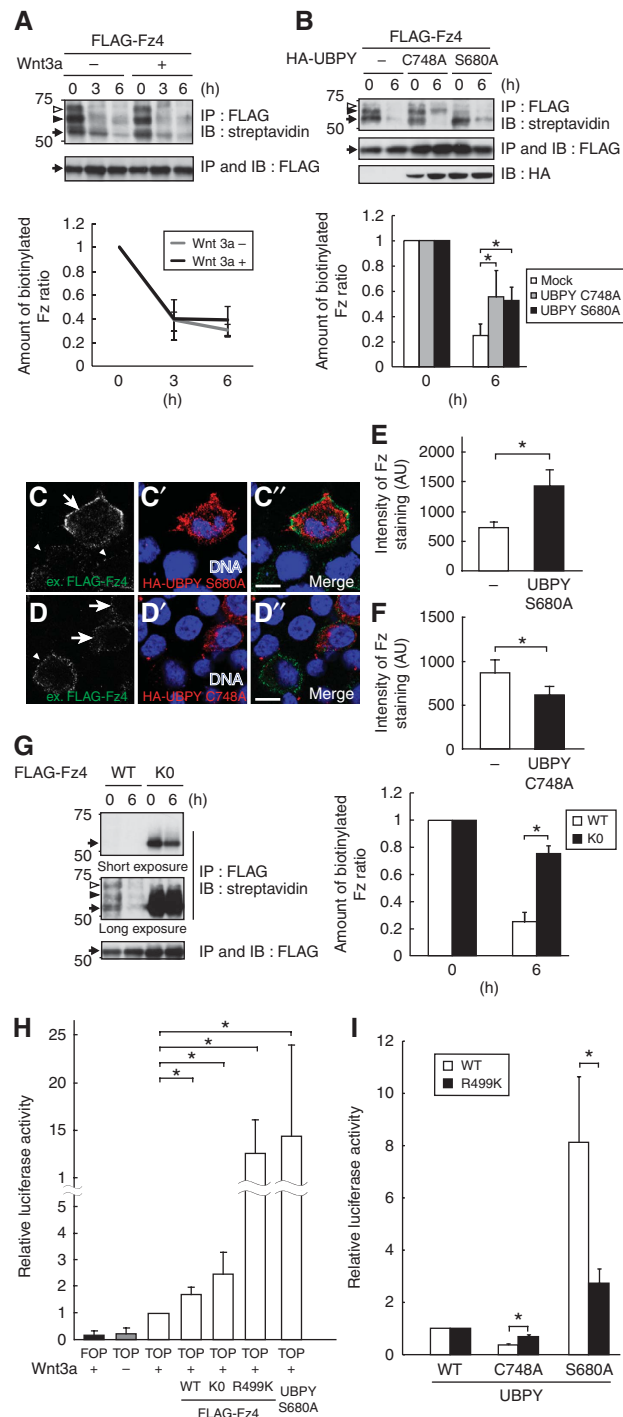 A
FLAG-Fz4
Wnt3a – +
0 3 6 0 3 6 (h)
75
50
IP : FLAG
IB : streptavidin
IP and IB : FLAG
Amount of biotinylated
Fz ratio
1.2
1
0.8
0.6
0.4
0.2
0
Wnt 3a –
Wnt 3a +
0 3 6
(h)
B
FLAG-Fz4
HA-UBPY – C748A S680A
0 6 0 6 0 6 (h)
75
50
IP : FLAG
IB : streptavidin
IP and IB : FLAG
IB : HA
Amount of biotinylated
Fz ratio
1.2
1
0.8
0.6
0.4
0.2
0
*
*
Mock
UBPY C748A
UBPY S680A
0 6
(h)
C
ex. FLAG-Fz4
C′
DNA
HA-UBPY S680A
C″
Merge
D
ex. FLAG-Fz4
D′
DNA
HA-UBPY C748A
D″
Merge
E
Intensity of Fz
staining (AU)
2000
1500
1000
500
0
*
– UBPY
S680A
F
Intensity of Fz
staining (AU)
1500
1000
500
0
*
– UBPY
C748A
G
FLAG-Fz4 WT K0
0 6 0 6 (h)
75
50
Short exposure
75
50
Long exposure
50
IP : FLAG
IB : streptavidin
IP and IB : FLAG
Amount of biotinylated
Fz ratio
1.2
1
0.8
0.6
0.4
0.2
0
*
WT
K0
0 6
(h)
H
Relative luciferase activity
25
20
15
1
5
4
3
2
1
0
*
*
*
*
FOP TOP TOP TOP TOP TOP TOP
Wnt3a + – + + + + +
WT K0 R499K UBPY
S680A
FLAG-Fz4
I
Relative luciferase activity
12
10
8
6
4
2
0
WT
R499K
*
*
WT C748A S680A
UBPY